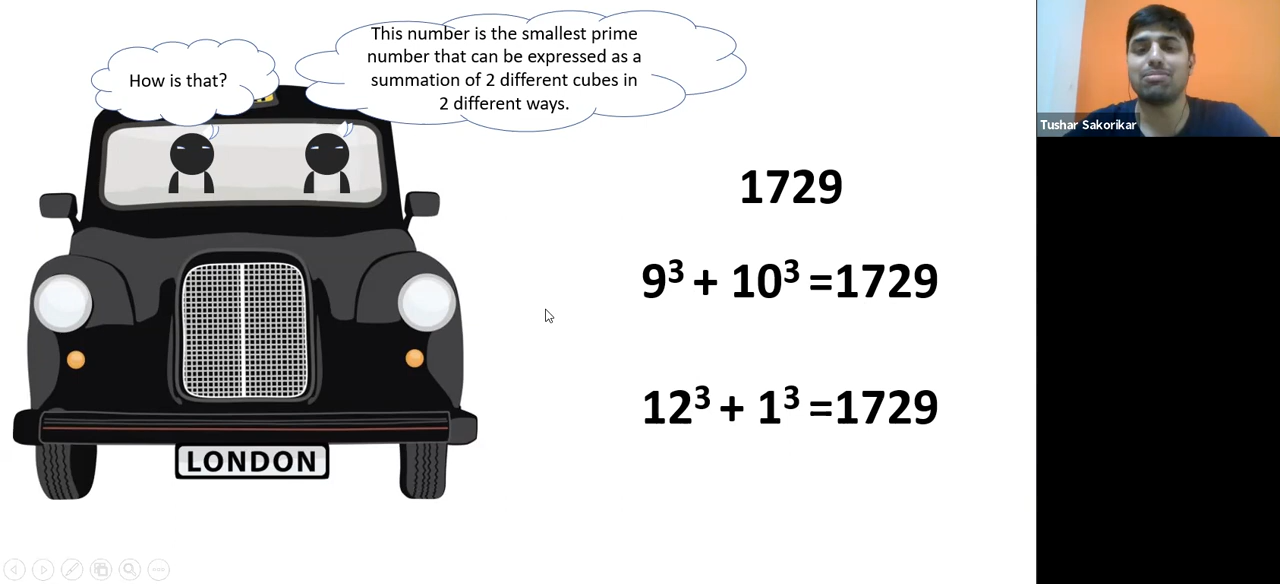 How is that?
This number is the smallest prime
number that can be expressed as a
summation of 2 different cubes in
2 different ways.
1729
9³ + 10³ =1729
12³ + 1³ =1729
LONDON
Tushar Sakorikar